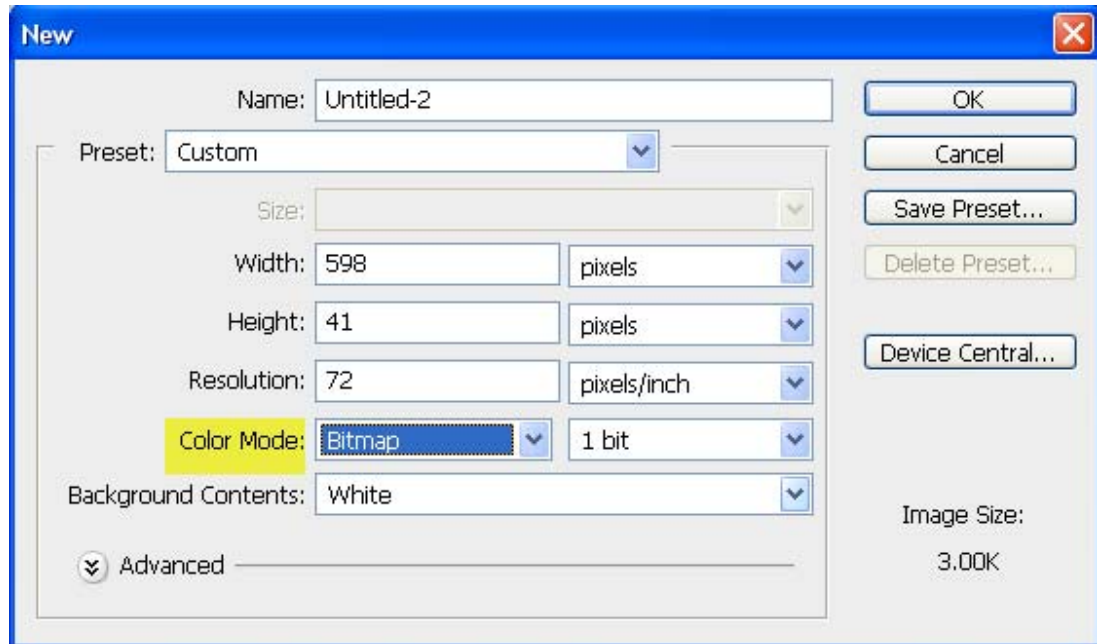 New
Name: Untitled-2
OK
Preset: Custom
Cancel
Size:
Save Preset...
Width: 598 pixels
Delete Preset...
Height: 41 pixels
Device Central...
Resolution: 72 pixels/inch
Color Mode: Bitmap 1 bit
Background Contents: White
Image Size:
3.00K
Advanced